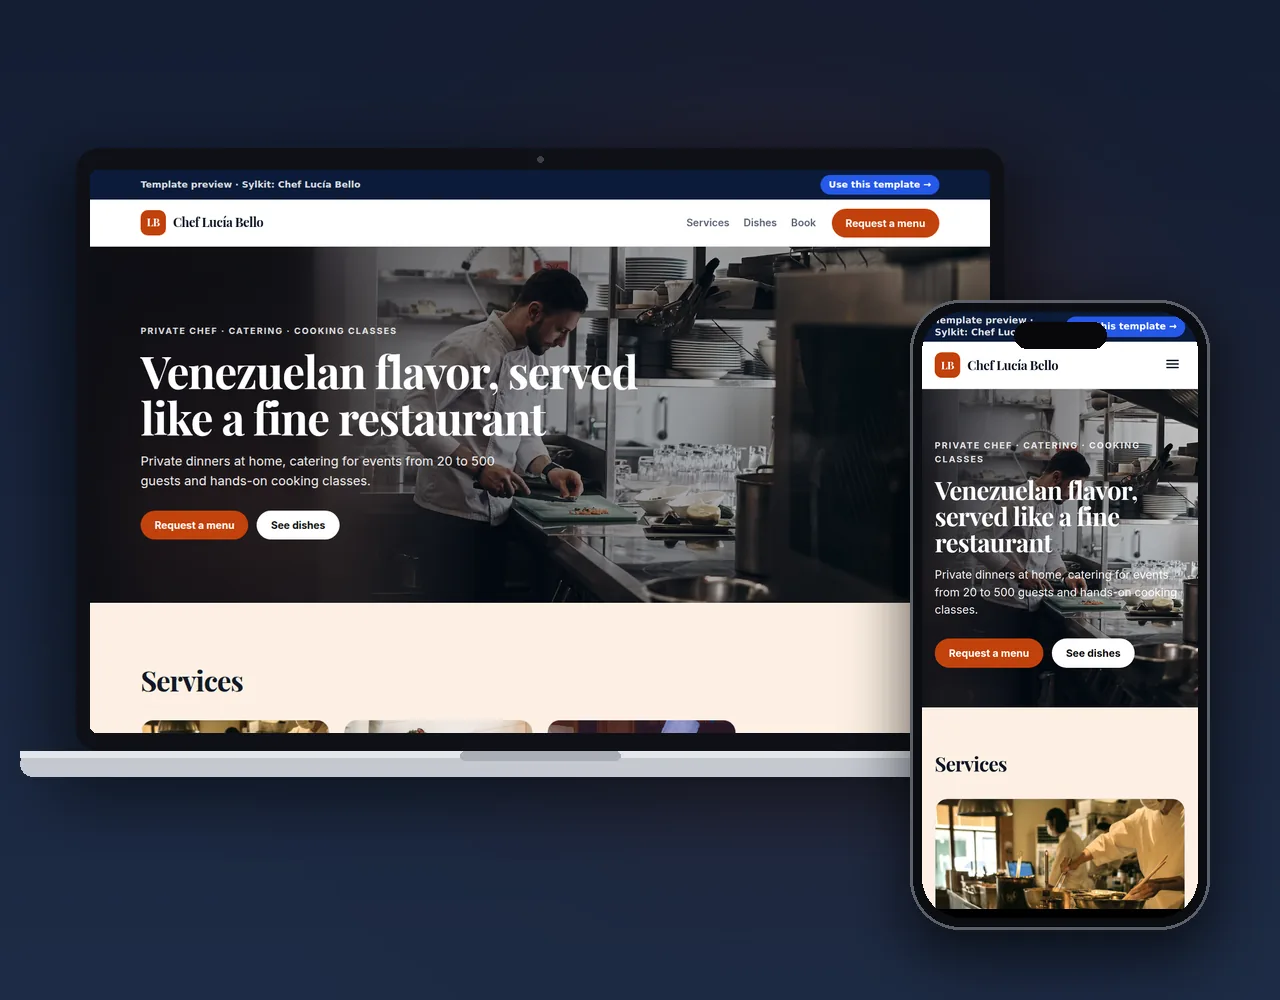 Template preview · Sylkit: Chef Lucía Bello
Use this template →
LB
Chef Lucía Bello
Services
Dishes
Book
Request a menu
PRIVATE CHEF · CATERING · COOKING CLASSES
Venezuelan flavor, served
like a fine restaurant
Private dinners at home, catering for events from 20 to 500
guests and hands-on cooking classes.
Request a menu
See dishes
Services
preview ·
Sylkit: Chef
template →
LB
Chef Lucía Bello
PRIVATE CHEF · CATERING · COOKING
CLASSES
Venezuelan flavor,
served like a fine
restaurant
Private dinners at home, catering for events
from 20 to 500 guests and hands-on cooking
classes.
Request a menu
See dishes
Services